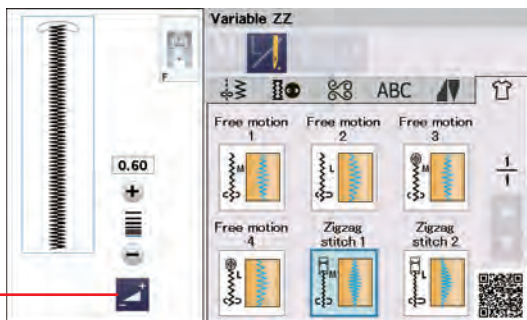 Variable ZZ
F
ABC
Free motion 1
Free motion 2
Free motion 3
M
L
M
0.60
+
−
1
1
Free motion 4
Zigzag stitch 1
Zigzag stitch 2
L
M
L
− +